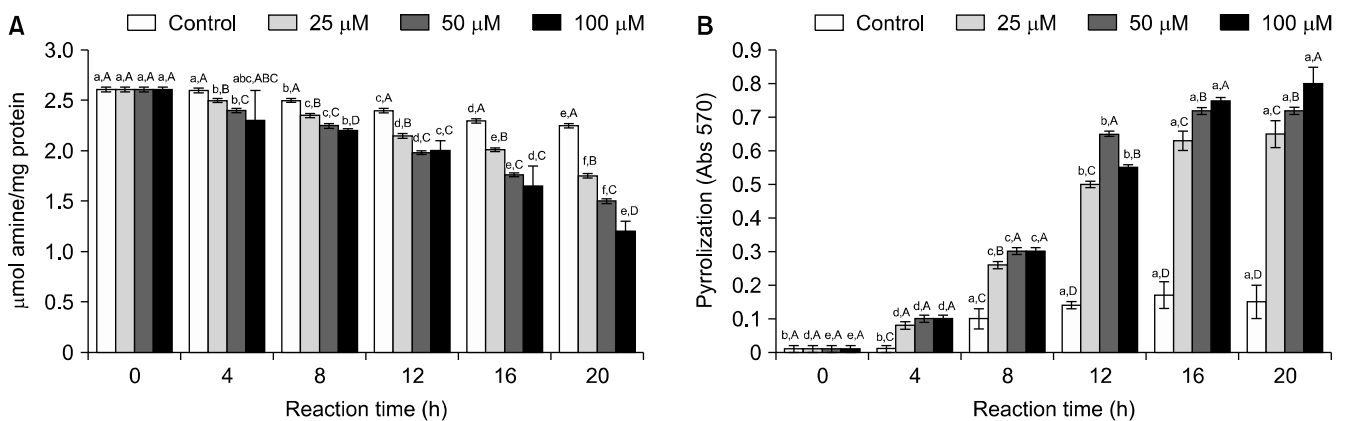 A
Control 25 μM 50 μM 100 μM
μmol amine/mg protein
3.0
2.5
2.0
1.5
1.0
0.5
0
a,A a,A a,A a,A
a,A b,B b,C abc,ABC
b,A c,B c,C b,D
c,A d,B d,C c,C
d,A e,B e,C d,C
e,A f,B f,C e,D
0 4 8 12 16 20
Reaction time (h)
B
Control 25 μM 50 μM 100 μM
Pyrrolization (Abs 570)
0.9
0.8
0.7
0.6
0.5
0.4
0.3
0.2
0.1
0
b,A d,A e,A e,A
b,C d,A d,A d,A
a,C c,B c,A c,A
a,D b,C b,A b,B
a,D a,C a,B a,A
a,D a,C a,B a,A
0 4 8 12 16 20
Reaction time (h)